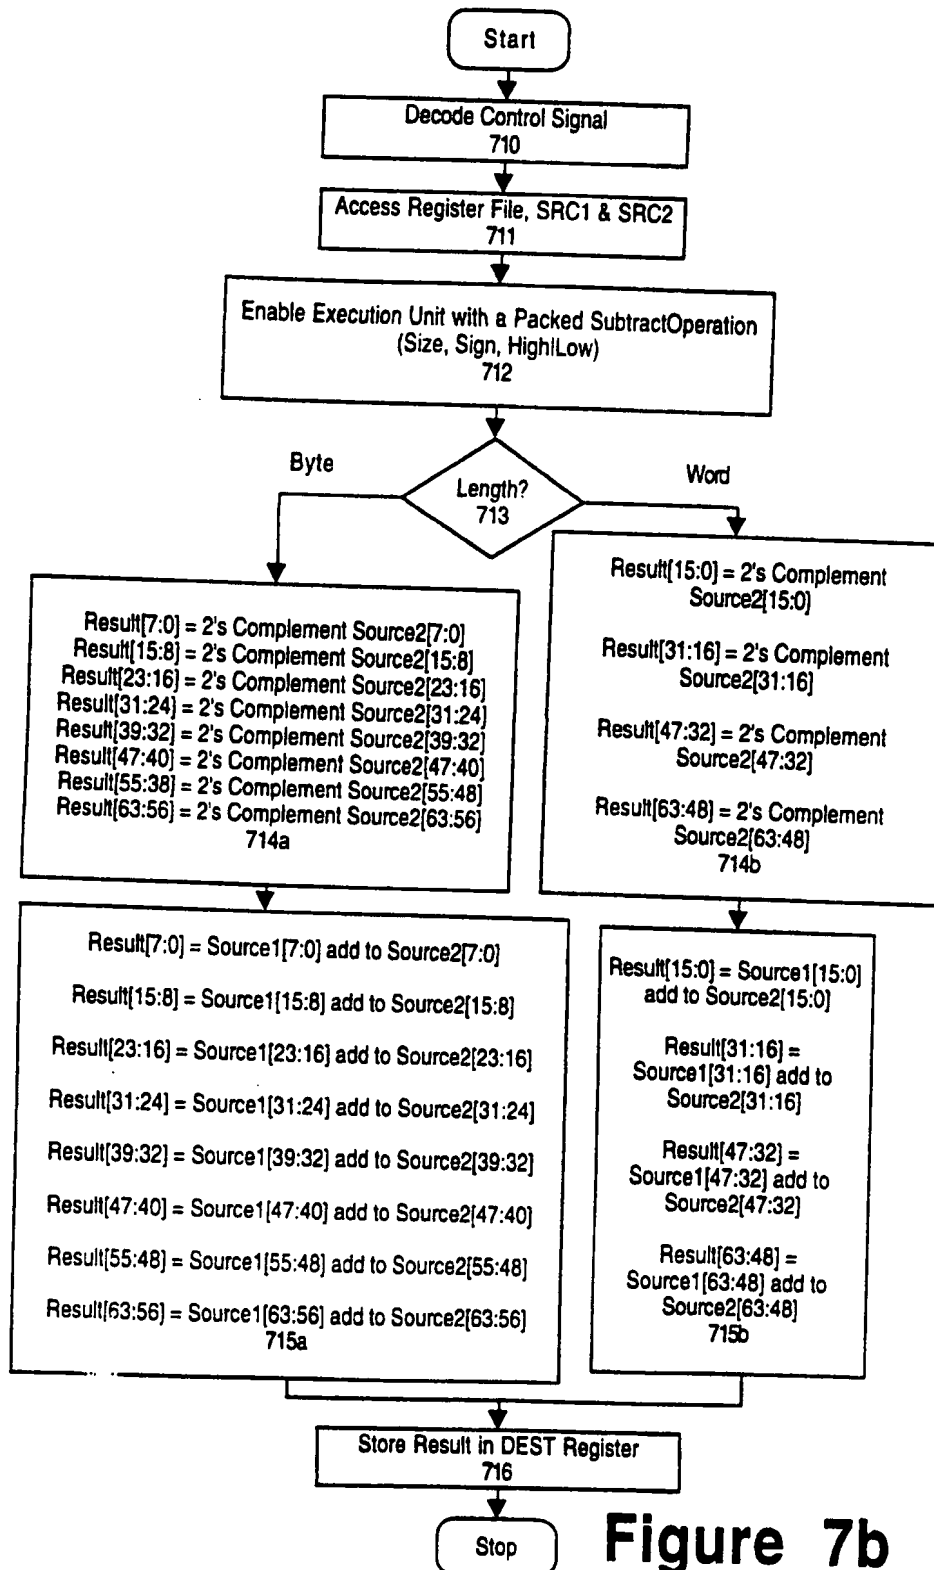 Start
Decode Control Signal
710
Access Register File, SRC1 & SRC2
711
Enable Execution Unit with a Packed SubtractOperation
(Size, Sign, High|Low)
712
Byte
Length?
713
Word
Result[7:0] = 2's Complement Source2[7:0]
Result[15:8] = 2's Complement Source2[15:8]
Result[23:16] = 2's Complement Source2[23:16]
Result[31:24] = 2's Complement Source2[31:24]
Result[39:32] = 2's Complement Source2[39:32]
Result[47:40] = 2's Complement Source2[47:40]
Result[55:38] = 2's Complement Source2[55:48]
Result[63:56] = 2's Complement Source2[63:56]
714a
Result[15:0] = 2's Complement
Source2[15:0]
Result[31:16] = 2's Complement
Source2[31:16]
Result[47:32] = 2's Complement
Source2[47:32]
Result[63:48] = 2's Complement
Source2[63:48]
714b
Result[7:0] = Source1[7:0] add to Source2[7:0]
Result[15:8] = Source1[15:8] add to Source2[15:8]
Result[23:16] = Source1[23:16] add to Source2[23:16]
Result[31:24] = Source1[31:24] add to Source2[31:24]
Result[39:32] = Source1[39:32] add to Source2[39:32]
Result[47:40] = Source1[47:40] add to Source2[47:40]
Result[55:48] = Source1[55:48] add to Source2[55:48]
Result[63:56] = Source1[63:56] add to Source2[63:56]
715a
Result[15:0] = Source1[15:0]
add to Source2[15:0]
Result[31:16] =
Source1[31:16] add to
Source2[31:16]
Result[47:32] =
Source1[47:32] add to
Source2[47:32]
Result[63:48] =
Source1[63:48] add to
Source2[63:48]
715b
Store Result in DEST Register
716
Stop
Figure 7b